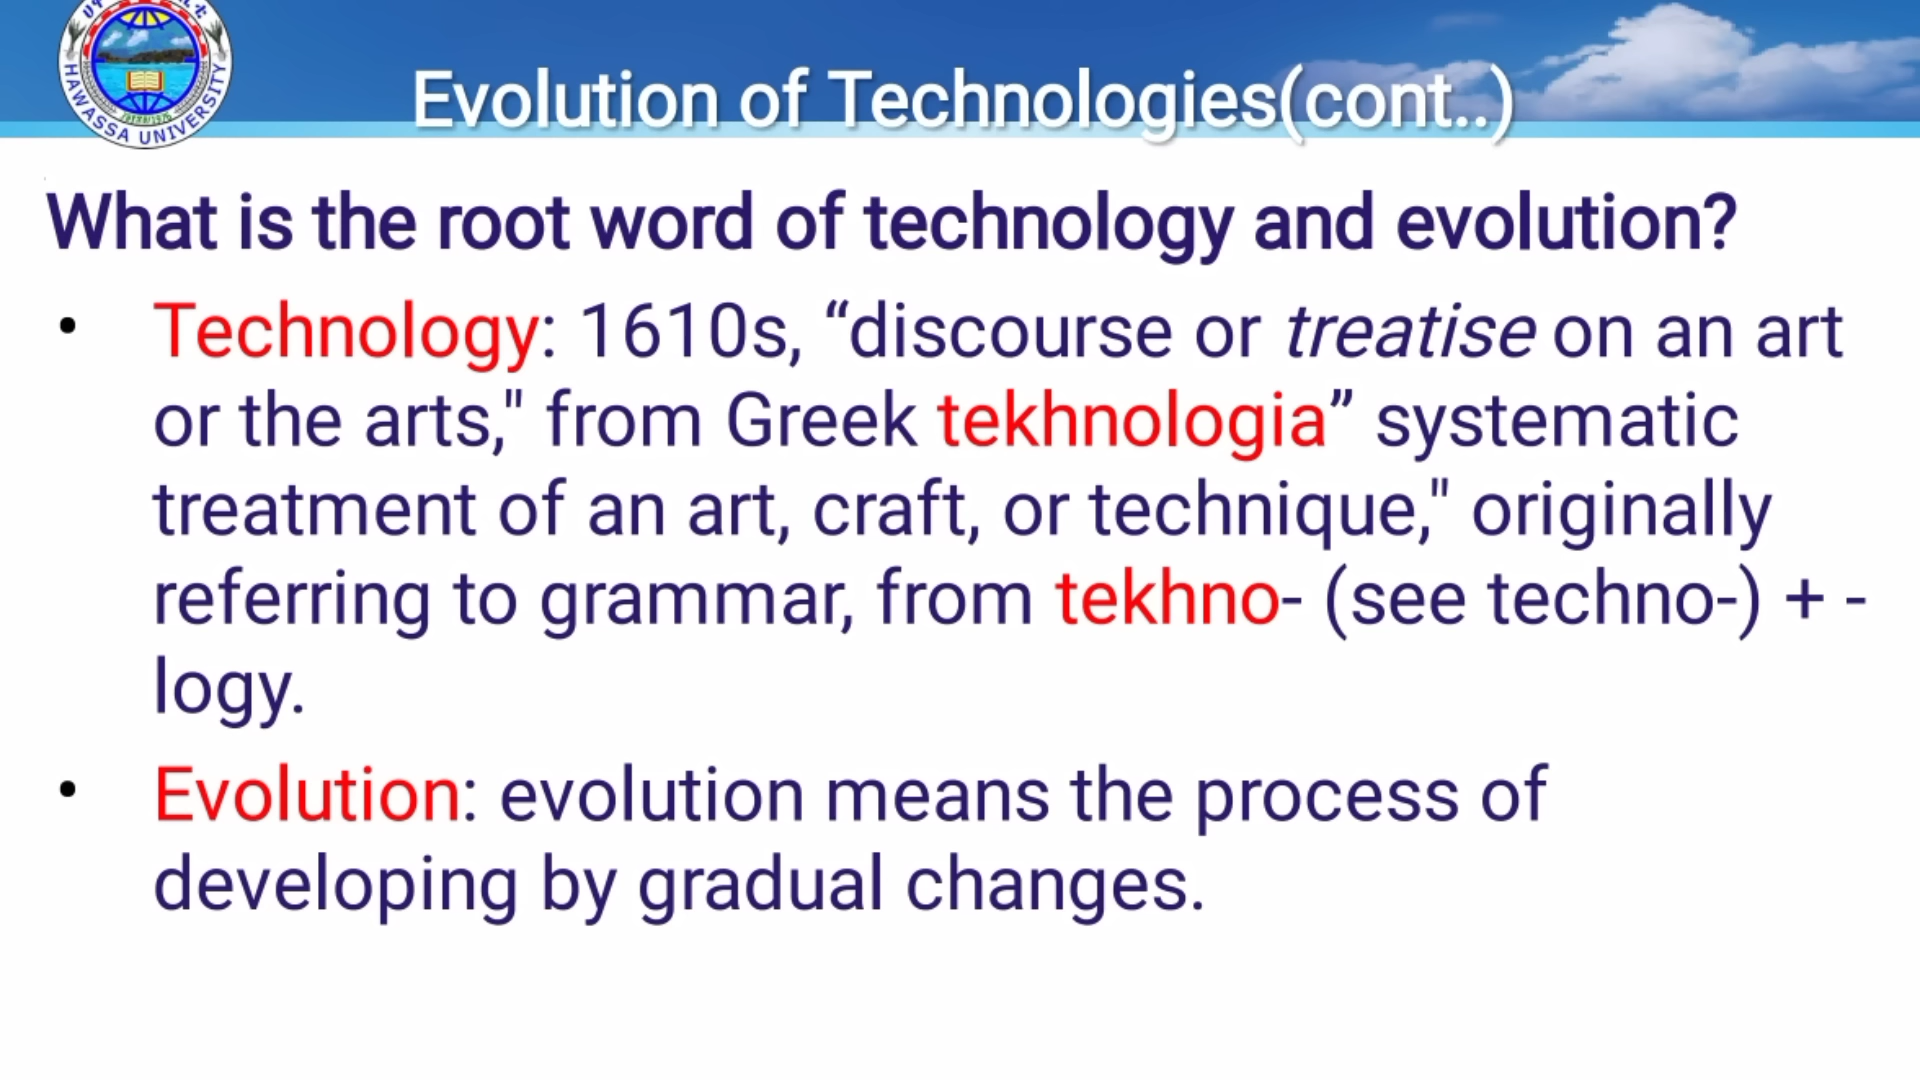 HAWASSA UNIVERSITY
Evolution of Technologies(cont..)
What is the root word of technology and evolution?
• Technology: 1610s, “discourse or treatise on an art
or the arts," from Greek tekhnologia” systematic
treatment of an art, craft, or technique," originally
referring to grammar, from tekhno- (see techno-) + -
logy.
• Evolution: evolution means the process of
developing by gradual changes.